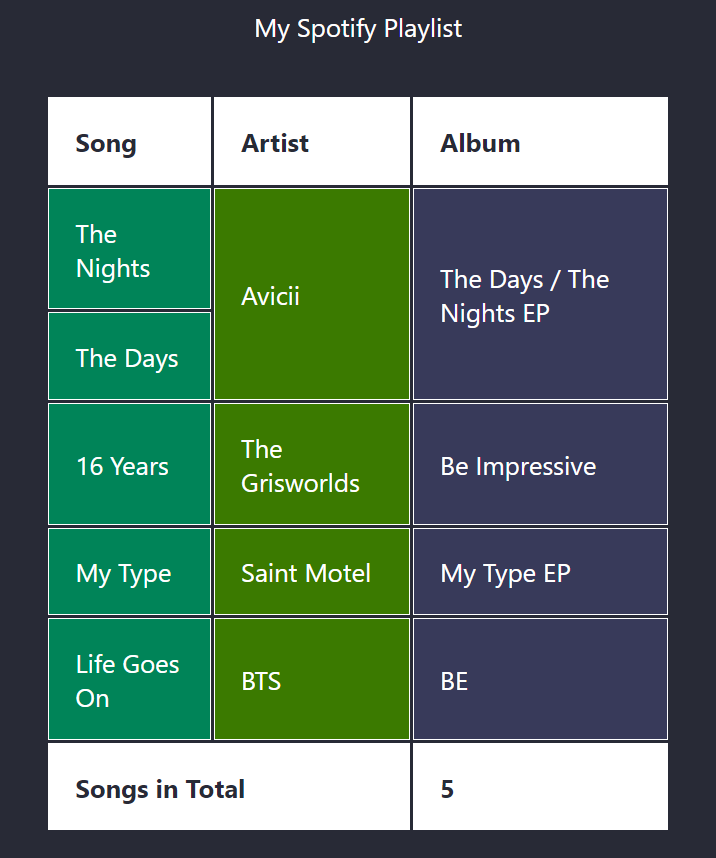 My Spotify Playlist
Song Artist Album
The
Nights
Avicii
The Days / The
Nights EP
The Days
16 Years
The
Grisworlds
Be Impressive
My Type Saint Motel My Type EP
Life Goes
On
BTS BE
Songs in Total 5